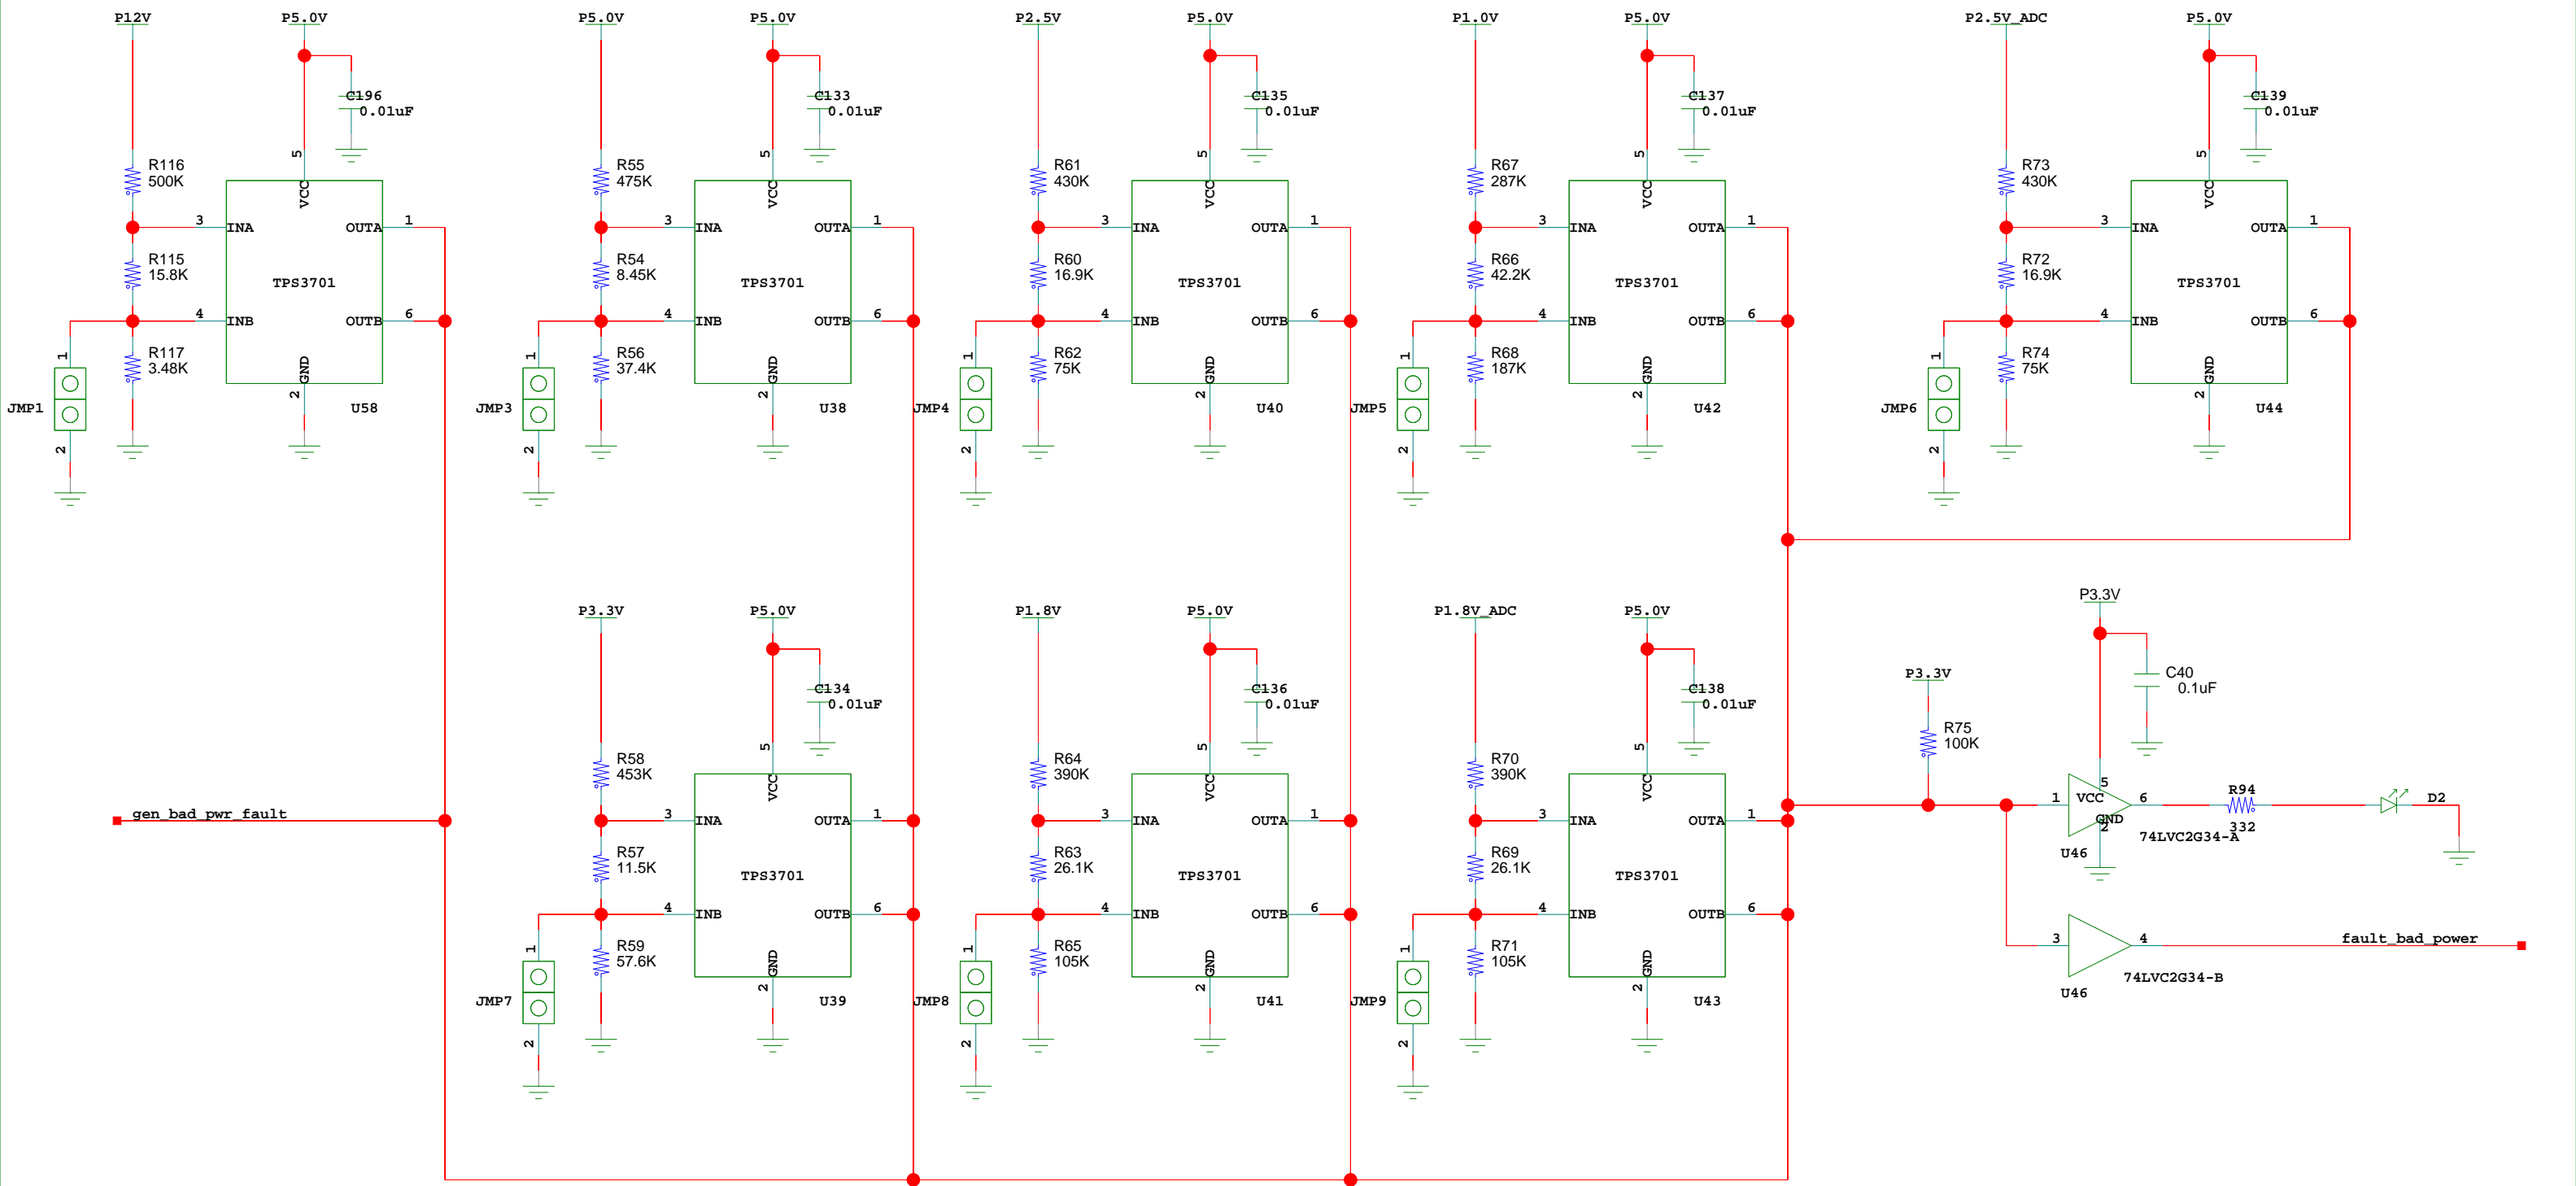 P12V
P5.0V
C196
0.01uF
R116
500K
5
VCC
3
INA
OUTA
1
R115
15.8K
TPS3701
4
INB
OUTB
6
R117
3.48K
GND
2
U58
JMP1
1
2
P5.0V
P5.0V
C133
0.01uF
R55
475K
5
VCC
3
INA
OUTA
1
R54
8.45K
TPS3701
4
INB
OUTB
6
R56
37.4K
GND
2
U38
JMP3
1
2
P2.5V
P5.0V
C135
0.01uF
R61
430K
5
VCC
3
INA
OUTA
1
R60
16.9K
TPS3701
4
INB
OUTB
6
R62
75K
GND
2
U40
JMP4
1
2
P1.0V
P5.0V
C137
0.01uF
R67
287K
5
VCC
3
INA
OUTA
1
R66
42.2K
TPS3701
4
INB
OUTB
6
R68
187K
GND
2
U42
JMP5
1
2
P2.5V_ADC
P5.0V
C139
0.01uF
R73
430K
5
VCC
3
INA
OUTA
1
R72
16.9K
TPS3701
4
INB
OUTB
6
R74
75K
GND
2
U44
JMP6
1
2
gen_bad_pwr_fault
P3.3V
P5.0V
C134
0.01uF
R58
453K
5
VCC
3
INA
OUTA
1
R57
11.5K
TPS3701
4
INB
OUTB
6
R59
57.6K
GND
2
U39
JMP7
1
2
P1.8V
P5.0V
C136
0.01uF
R64
390K
5
VCC
3
INA
OUTA
1
R63
26.1K
TPS3701
4
INB
OUTB
6
R65
105K
GND
2
U41
JMP8
1
2
P1.8V_ADC
P5.0V
C138
0.01uF
R70
390K
5
VCC
3
INA
OUTA
1
R69
26.1K
TPS3701
4
INB
OUTB
6
R71
105K
GND
2
U43
JMP9
1
2
P3.3V
C40
0.1uF
P3.3V
R75
100K
5
1
VCC
6
GND
2
R94
332
D2
74LVC2G34-A
U46
3
4
fault_bad_power
74LVC2G34-B
U46